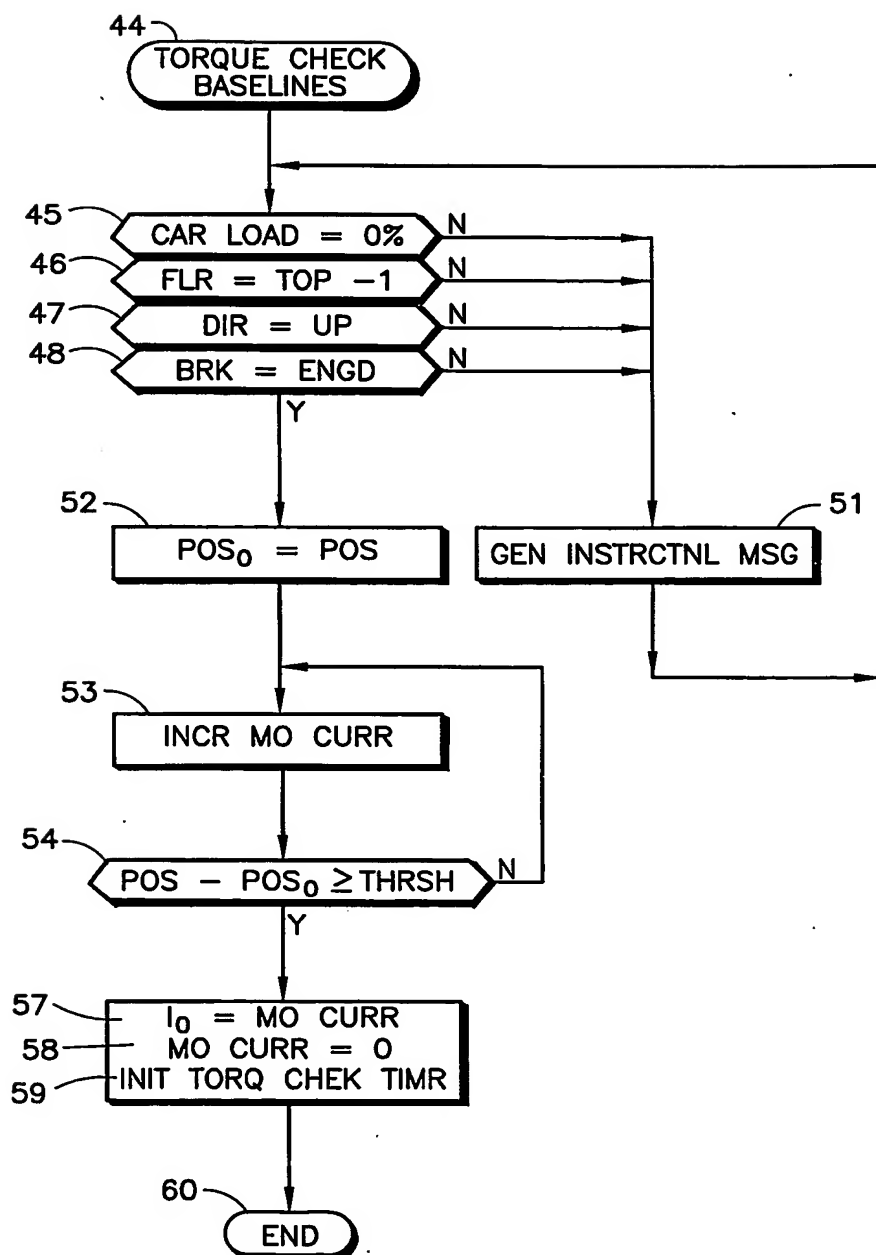 44
TORQUE CHECK
BASELINES
45
CAR LOAD = 0%
N
46
FLR = TOP -1
N
47
DIR = UP
N
48
BRK = ENGD
N
Y
52
POS₀ = POS
51
GEN INSTRCTNL MSG
53
INCR MO CURR
54
POS - POS₀ ≥ THRSH
N
Y
57
I₀ = MO CURR
58
MO CURR = 0
59
INIT TORQ CHEK TIMR
60
END